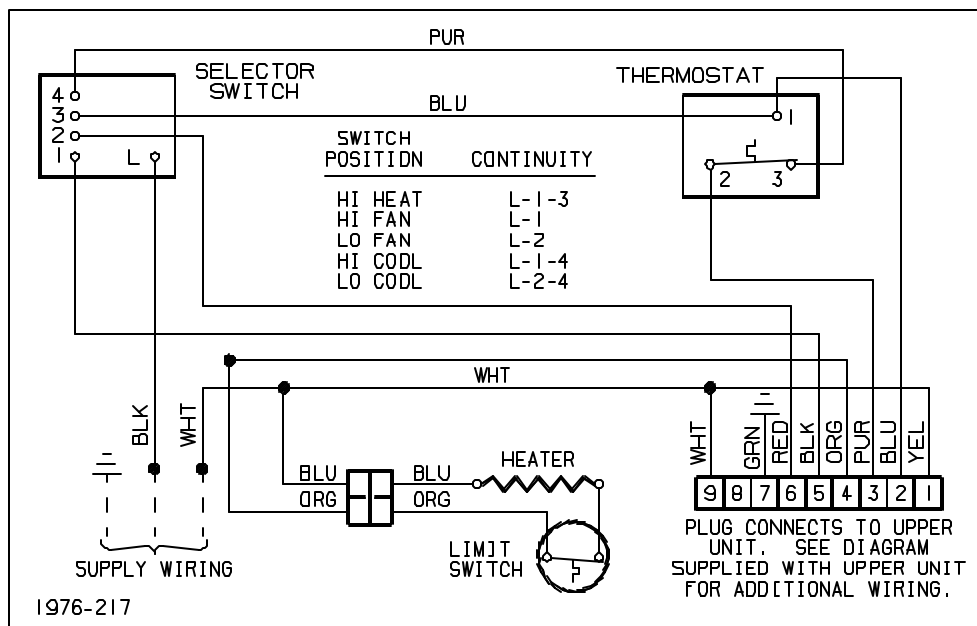 PUR
SELECTOR
SWITCH
THERMOSTAT
4
3
2
1
L
BLU
1
2
3
SWITCH
POSITION CONTINUITY
HI HEAT L-1-3
HI FAN L-1
LO FAN L-2
HI COOL L-1-4
LO COOL L-2-4
WHT
BLK
WHT
WHT
GRN
RED
BLK
ORG
PUR
BLU
YEL
BLU
ORG
BLU
ORG
HEATER
9 8 7 6 5 4 3 2 1
LIMIT
SWITCH
SUPPLY WIRING
PLUG CONNECTS TO UPPER
UNIT. SEE DIAGRAM
SUPPLIED WITH UPPER UNIT
FOR ADDITIONAL WIRING.
1976-217